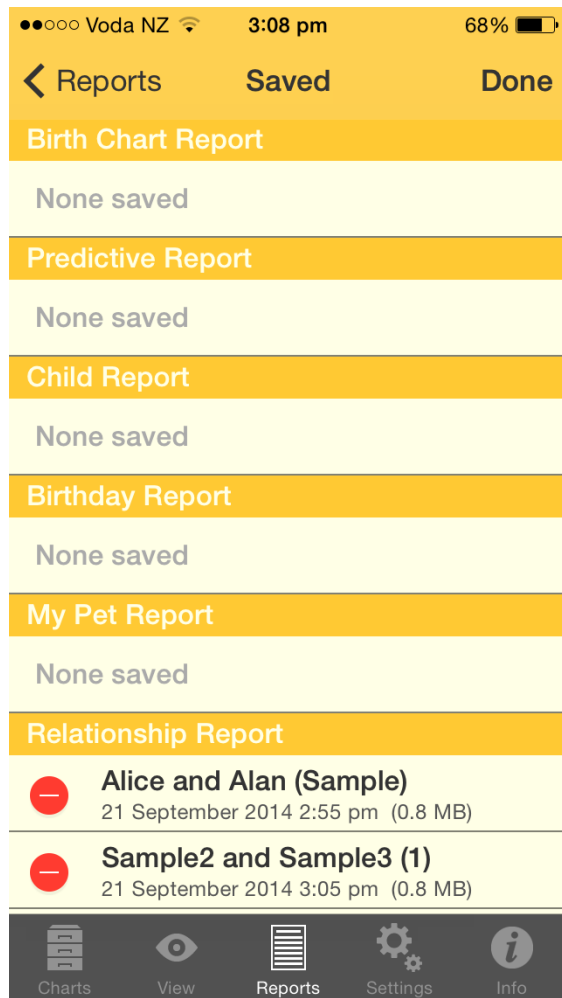 Voda NZ 3:08 pm 68%
Reports Saved Done
Birth Chart Report
None saved
Predictive Report
None saved
Child Report
None saved
Birthday Report
None saved
My Pet Report
None saved
Relationship Report
Alice and Alan (Sample)
21 September 2014 2:55 pm (0.8 MB)
Sample2 and Sample3 (1)
21 September 2014 3:05 pm (0.8 MB)
Charts View Reports Settings Info